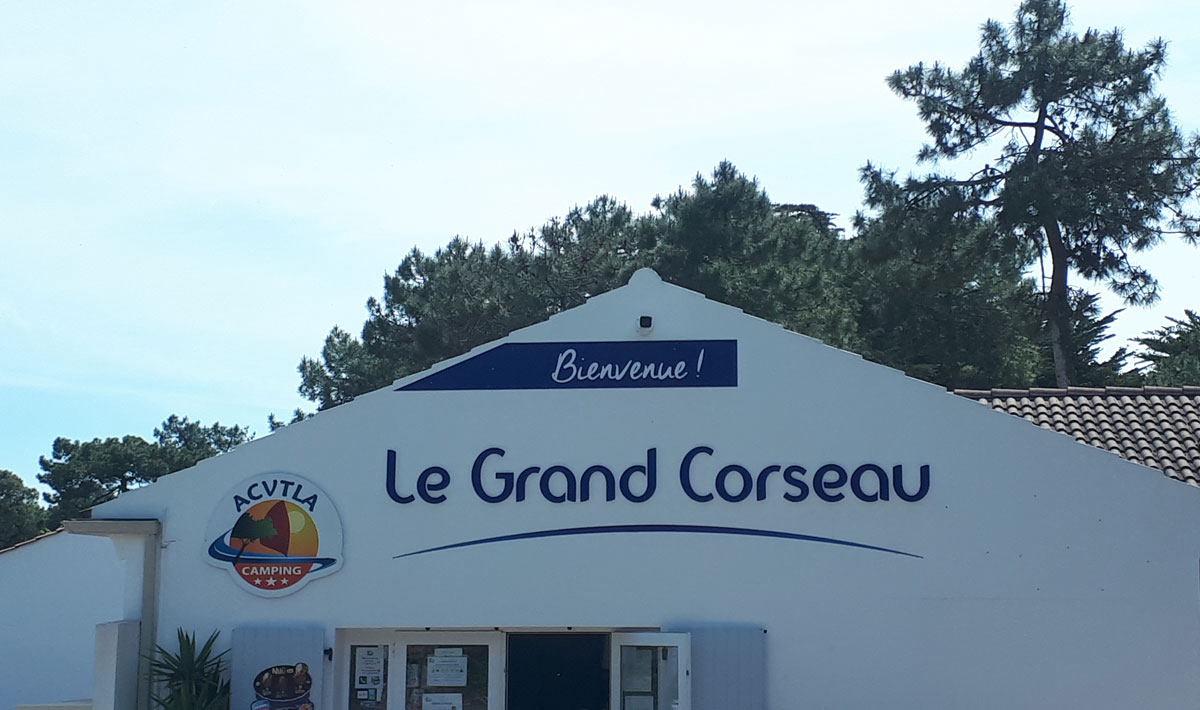 Bienvenue !
Le Grand Corseau
ACVTLA
CAMPING